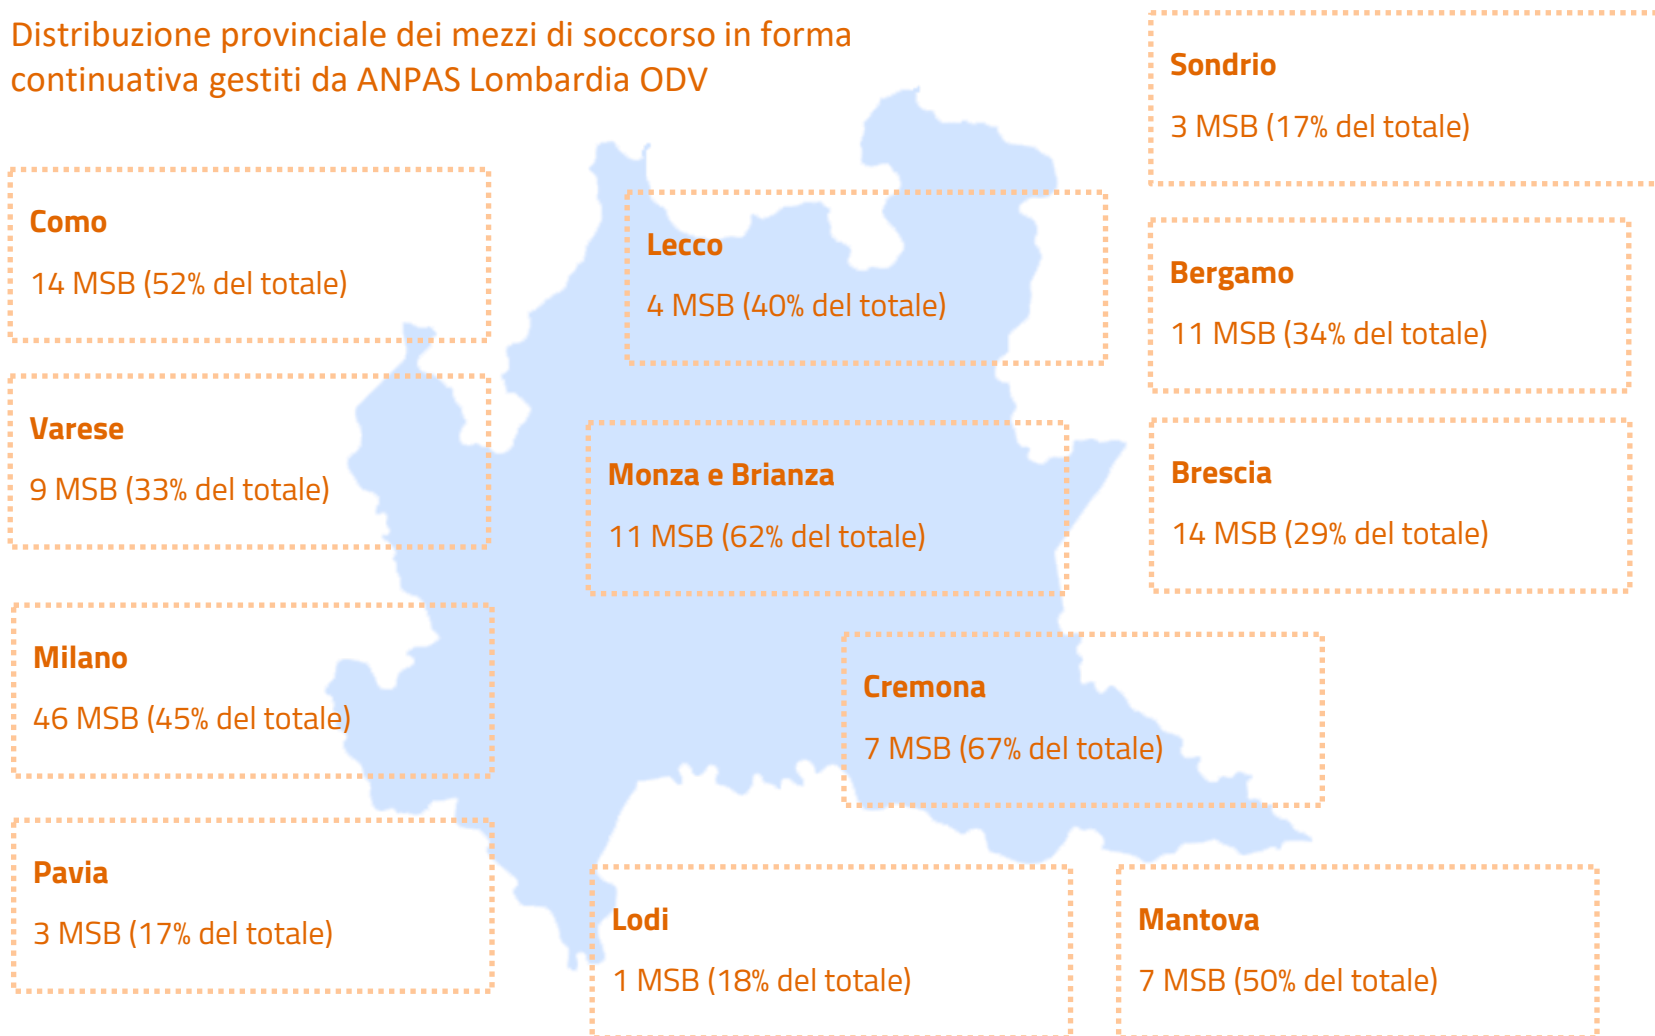 Distribuzione provinciale dei mezzi di soccorso in forma
continuativa gestiti da ANPAS Lombardia ODV
Sondrio
3 MSB (17% del totale)
Como
14 MSB (52% del totale)
Lecco
4 MSB (40% del totale)
Bergamo
11 MSB (34% del totale)
Varese
9 MSB (33% del totale)
Monza e Brianza
11 MSB (62% del totale)
Brescia
14 MSB (29% del totale)
Milano
46 MSB (45% del totale)
Cremona
7 MSB (67% del totale)
Pavia
3 MSB (17% del totale)
Lodi
1 MSB (18% del totale)
Mantova
7 MSB (50% del totale)